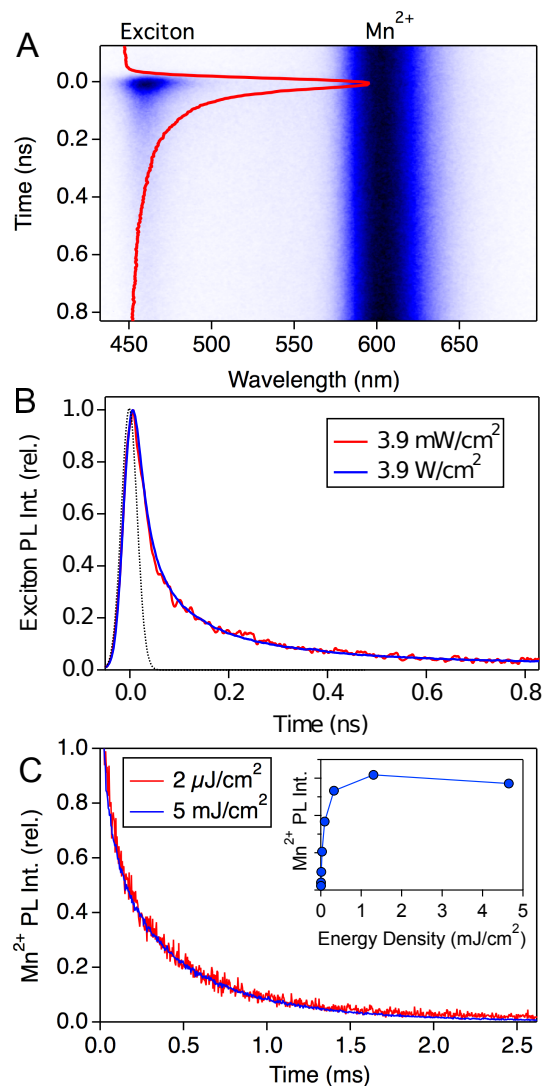 A
Exciton
Mn²⁺
0.0
0.2
0.4
0.6
0.8
Time (ns)
450
500
550
600
650
Wavelength (nm)
B
1.0
0.8
0.6
0.4
0.2
0.0
Exciton PL Int. (rel.)
3.9 mW/cm²
3.9 W/cm²
0.0
0.2
0.4
0.6
0.8
Time (ns)
C
1.0
0.8
0.6
0.4
0.2
0.0
Mn²⁺ PL Int. (rel.)
2 µJ/cm²
5 mJ/cm²
Mn²⁺ PL Int.
0
1
2
3
4
5
Energy Density (mJ/cm²)
0.0
0.5
1.0
1.5
2.0
2.5
Time (ms)